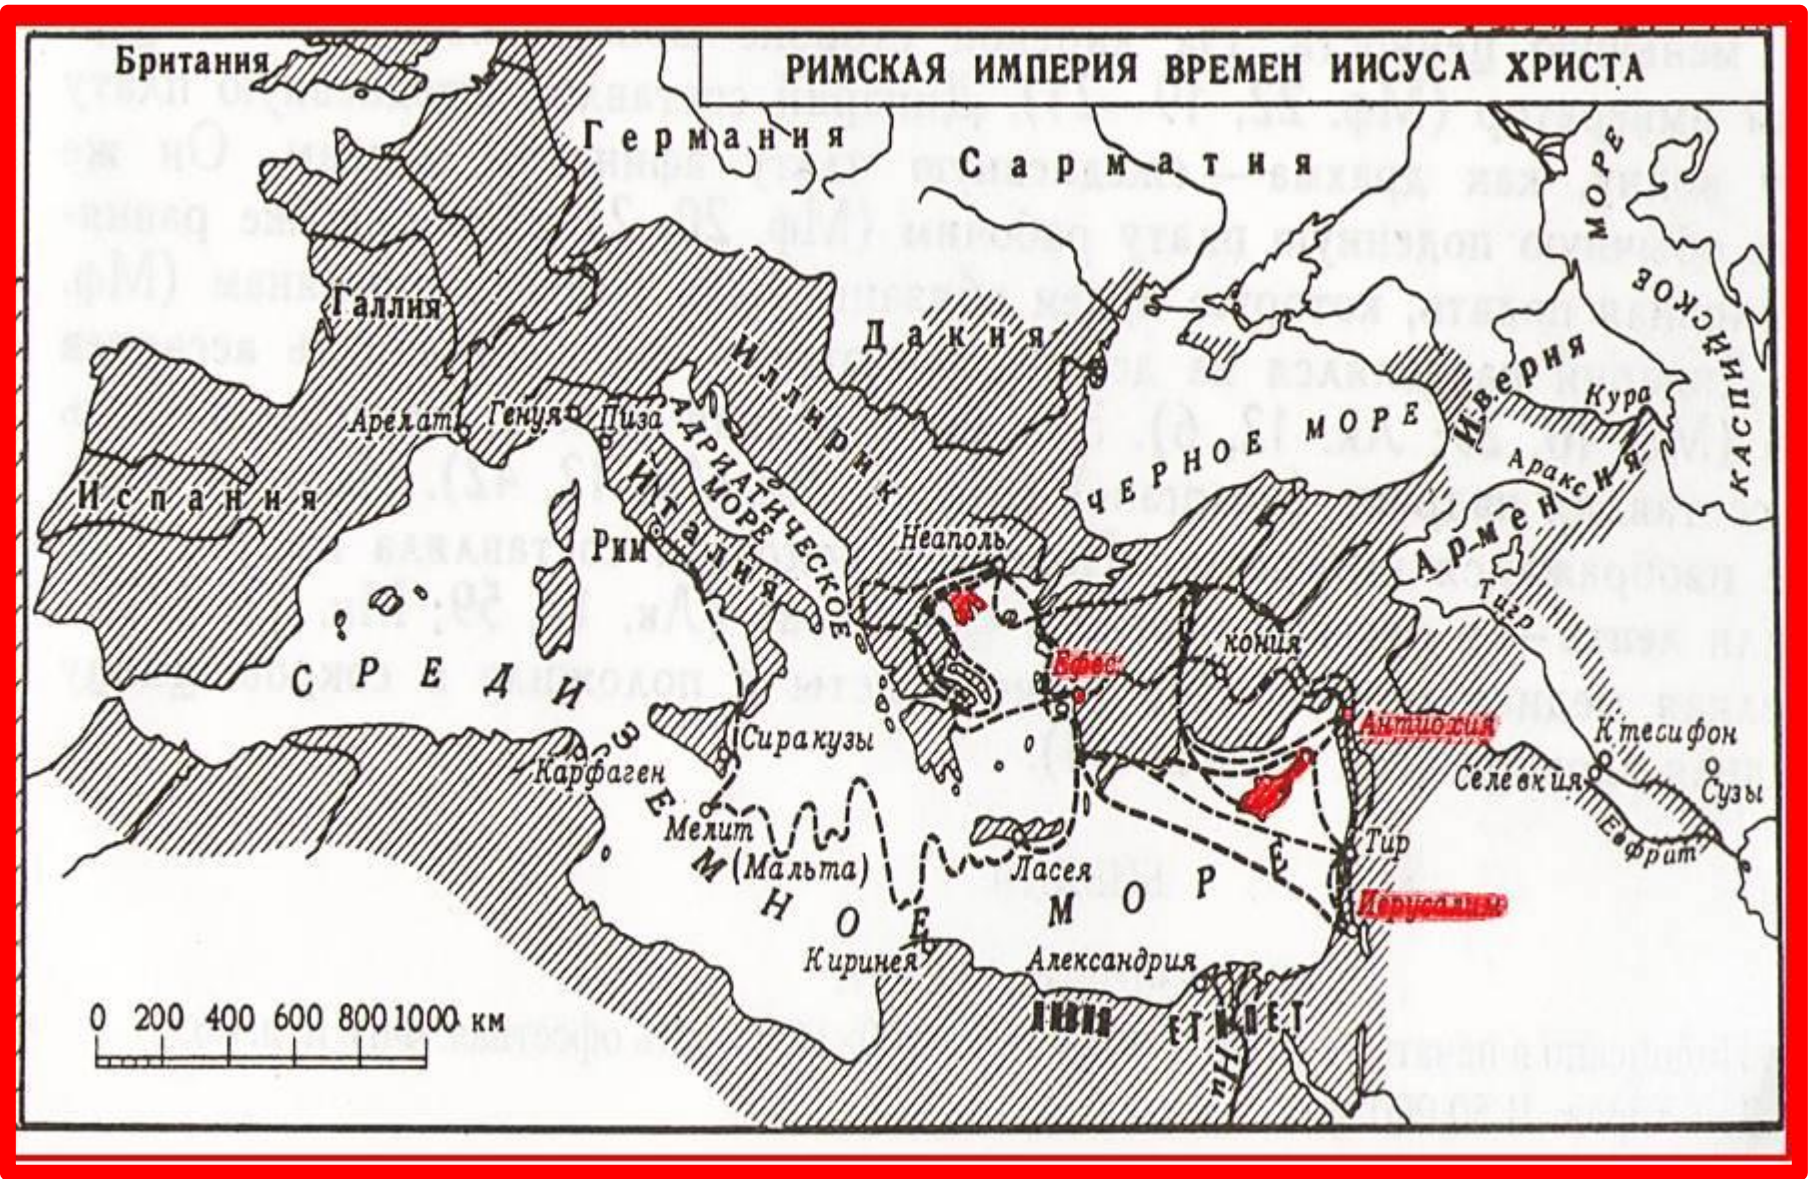 РИМСКАЯ ИМПЕРИЯ ВРЕМЕН ИИСУСА ХРИСТА
Британия
Германия
Сарматия
МОРЕ
КАСПИЙСКОЕ
Галлия
Дакия
Иллирик
Иверия
Кура
Арелат
Генуя
Пиза
АДРИАТИЧЕСКОЕ
МОРЕ
ЧЕРНОЕ МОРЕ
Аракс
Армения
Испания
Италия
Рим
Неаполь
Тигр
кония
Ефес
СРЕДИЗЕМНОЕ МОРЕ
Антиохия
Ктесифон
Сиракузы
Карфаген
Селевкия
Сузы
Мелит
(Мальта)
Ласея
Тир
Евфрат
Иерусалим
Киринея
Александрия
ЛИВИЯ
ЕГИПЕТ
Ни
0 200 400 600 800 1000 км